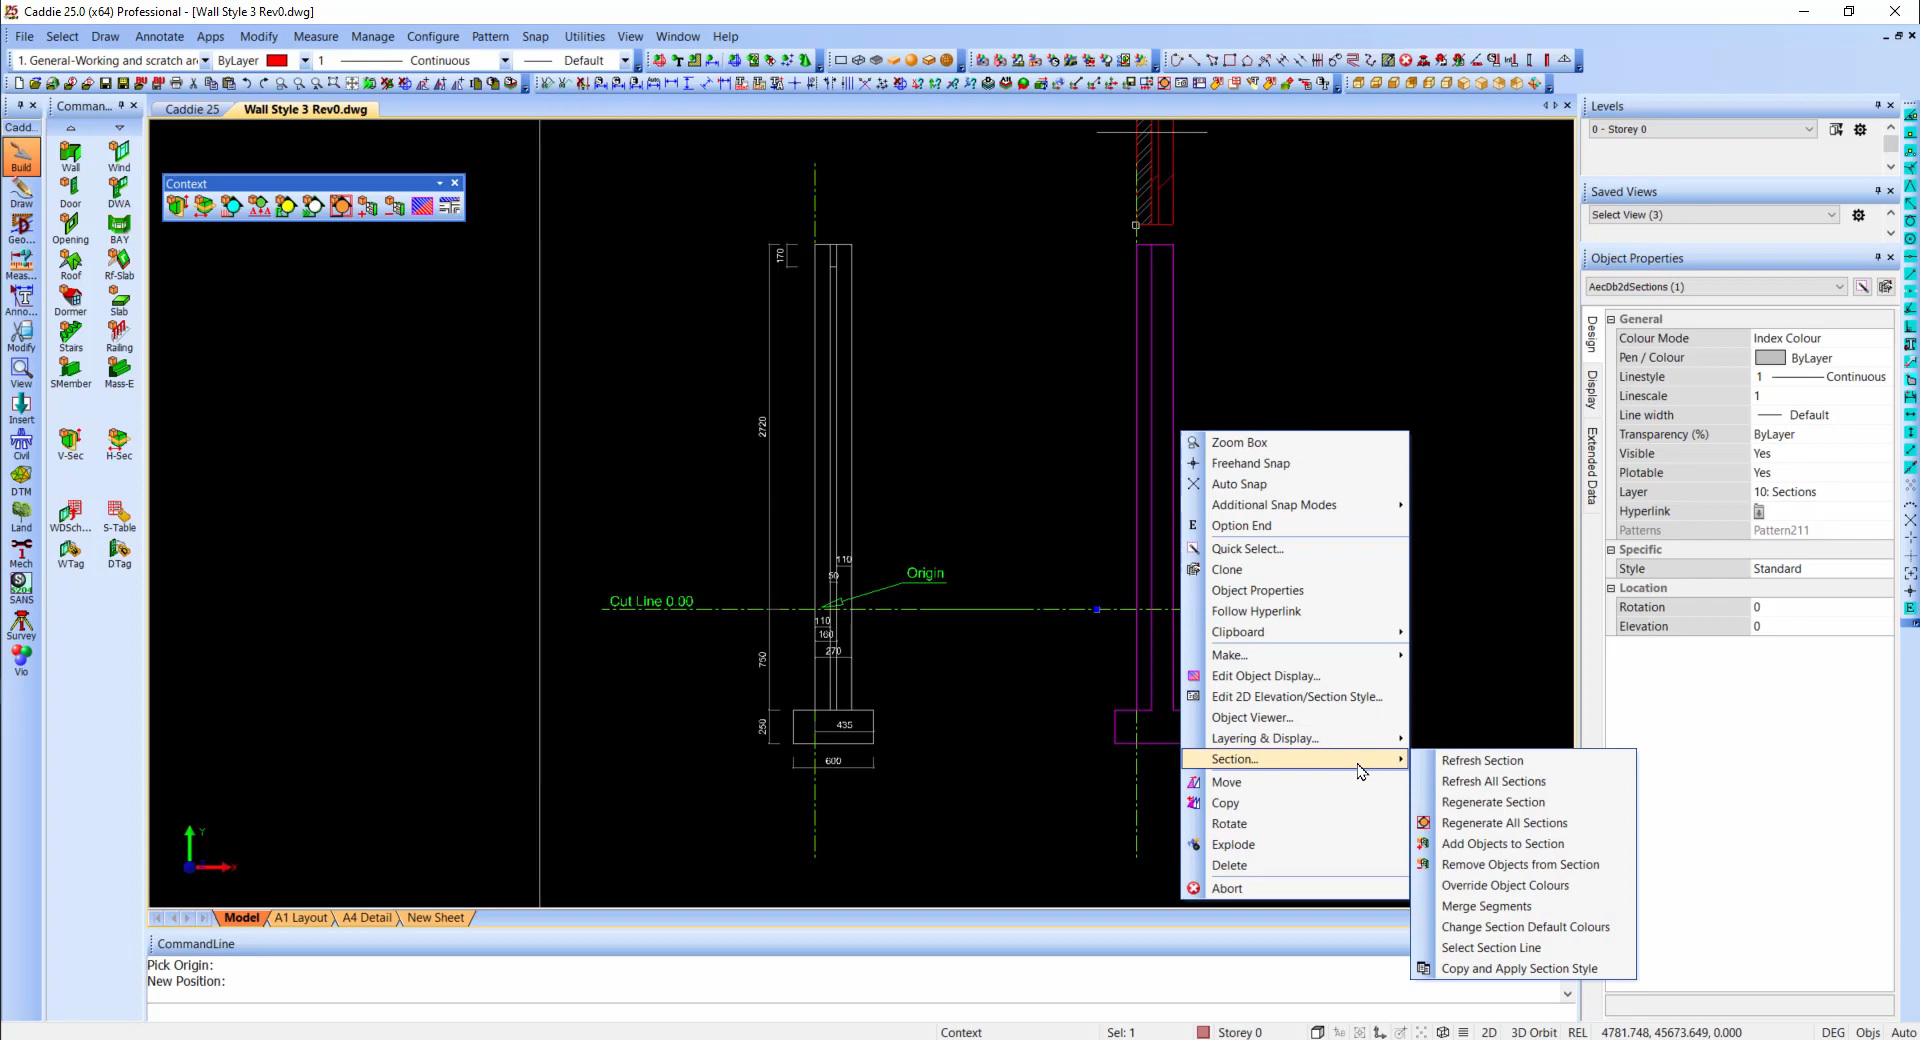 Caddie 25.0 (x64) Professional - [Wall Style 3 Rev0.dwg]
File Select Draw Annotate Apps Modify Measure Manage Configure Pattern Snap Utilities View Window Help
1. General-Working and scratch ar ByLayer 1 Continuous Default
Cadd... Comman... Caddie 25 Wall Style 3 Rev0.dwg
Build
Draw
Geo...
Meas...
Anno...
Modify
View
Insert
Civil
DTM
Land
Mech
SANS
Survey
Vio
Wall Wind
Door DWA
Opening BAY
Roof Rf-Slab
Dormer Slab
Stairs Railing
SMember Mass-E
V-Sec H-Sec
WDSch... S-Table
WTag DTag
Context
170
2720
110
50
Origin
Cut Line 0.00
110
160
270
750
250
435
600
Y
X
Zoom Box
Freehand Snap
Auto Snap
Additional Snap Modes
E Option End
Quick Select...
Clone
Object Properties
Follow Hyperlink
Clipboard
Make...
Edit Object Display...
Edit 2D Elevation/Section Style...
Object Viewer...
Layering & Display...
Section...
Move
Copy
Rotate
Explode
Delete
Abort
Refresh Section
Refresh All Sections
Regenerate Section
Regenerate All Sections
Add Objects to Section
Remove Objects from Section
Override Object Colours
Merge Segments
Change Section Default Colours
Select Section Line
Copy and Apply Section Style
Levels
0 - Storey 0
Saved Views
Select View (3)
Object Properties
AecDb2dSections (1)
Design
Display
Extended Data
General
Colour Mode Index Colour
Pen / Colour ByLayer
Linestyle 1 Continuous
Linescale 1
Line width Default
Transparency (%) ByLayer
Visible Yes
Plotable Yes
Layer 10: Sections
Hyperlink
Patterns Pattern211
Specific
Style Standard
Location
Rotation 0
Elevation 0
Model A1 Layout A4 Detail New Sheet
CommandLine
Pick Origin:
New Position:
Context Sel: 1 Storey 0 2D 3D Orbit REL 4781.748, 45673.649, 0.000 DEG Objs Auto